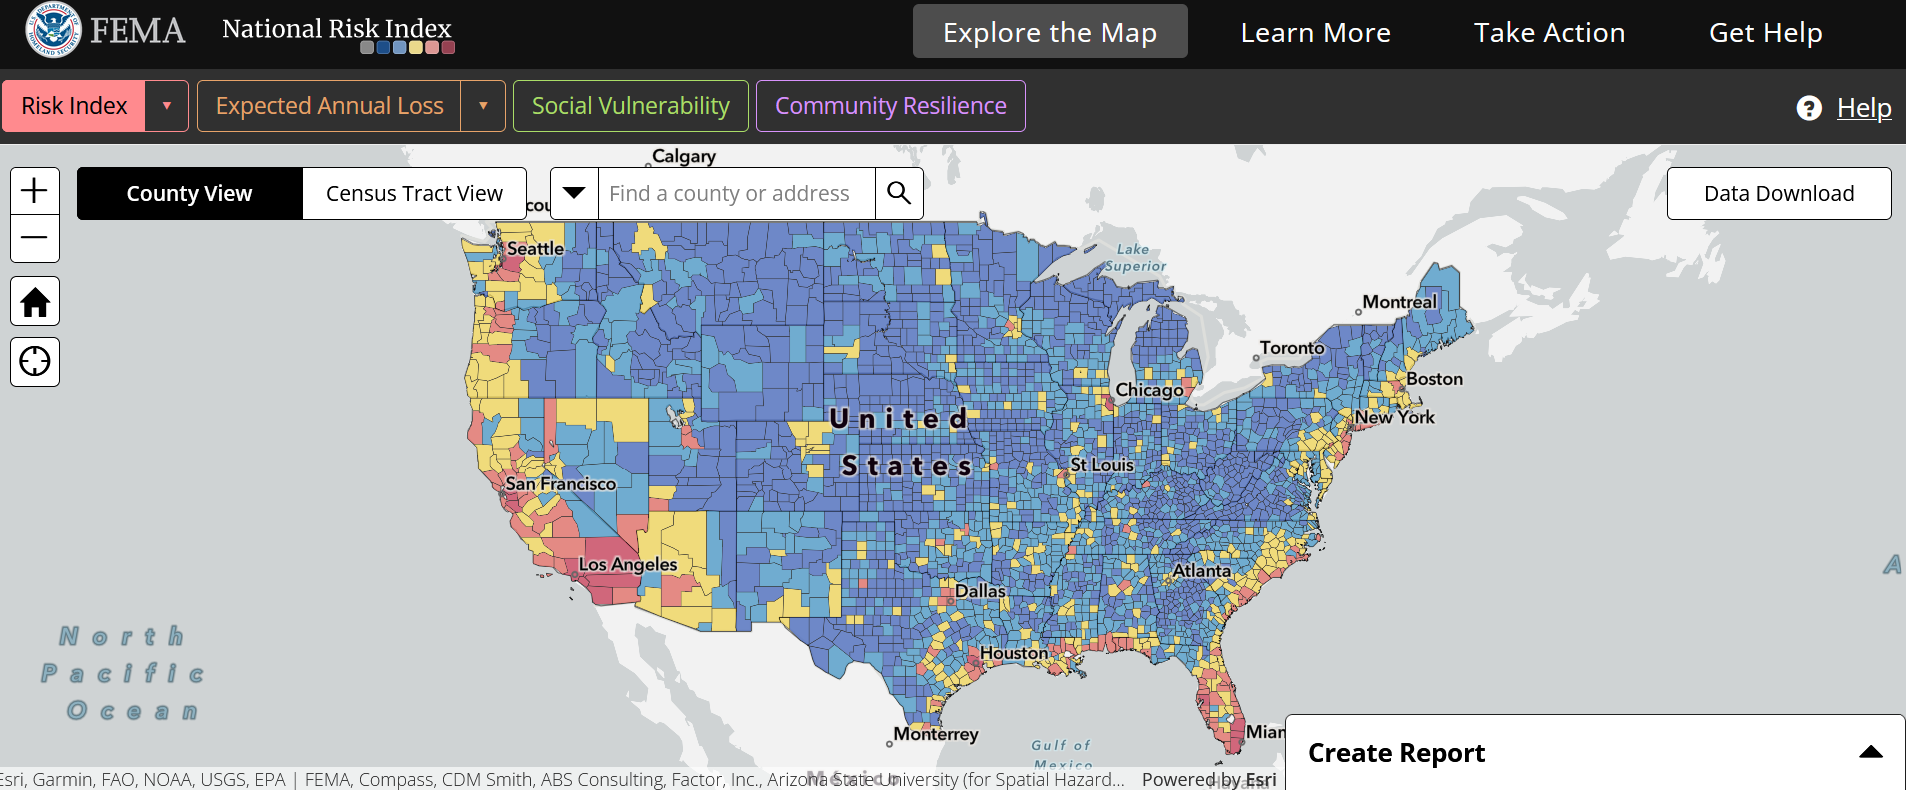 FEMA
National Risk Index
Explore the Map
Learn More
Take Action
Get Help
Risk Index
Expected Annual Loss
Social Vulnerability
Community Resilience
? Help
+
−
County View
Census Tract View
Find a county or address
Data Download
Calgary
cou
Seattle
Lake
Superior
Montreal
Toronto
Boston
Chicago
New York
United
States
St Louis
San Francisco
Los Angeles
Atlanta
Dallas
Houston
Monterrey
Mian
Gulf of
Mexico
North
Pacific
Ocean
A
México
Havana
Create Report
Esri, Garmin, FAO, NOAA, USGS, EPA | FEMA, Compass, CDM Smith, ABS Consulting, Factor, Inc., Arizona State University (for Spatial Hazard...
Powered by Esri